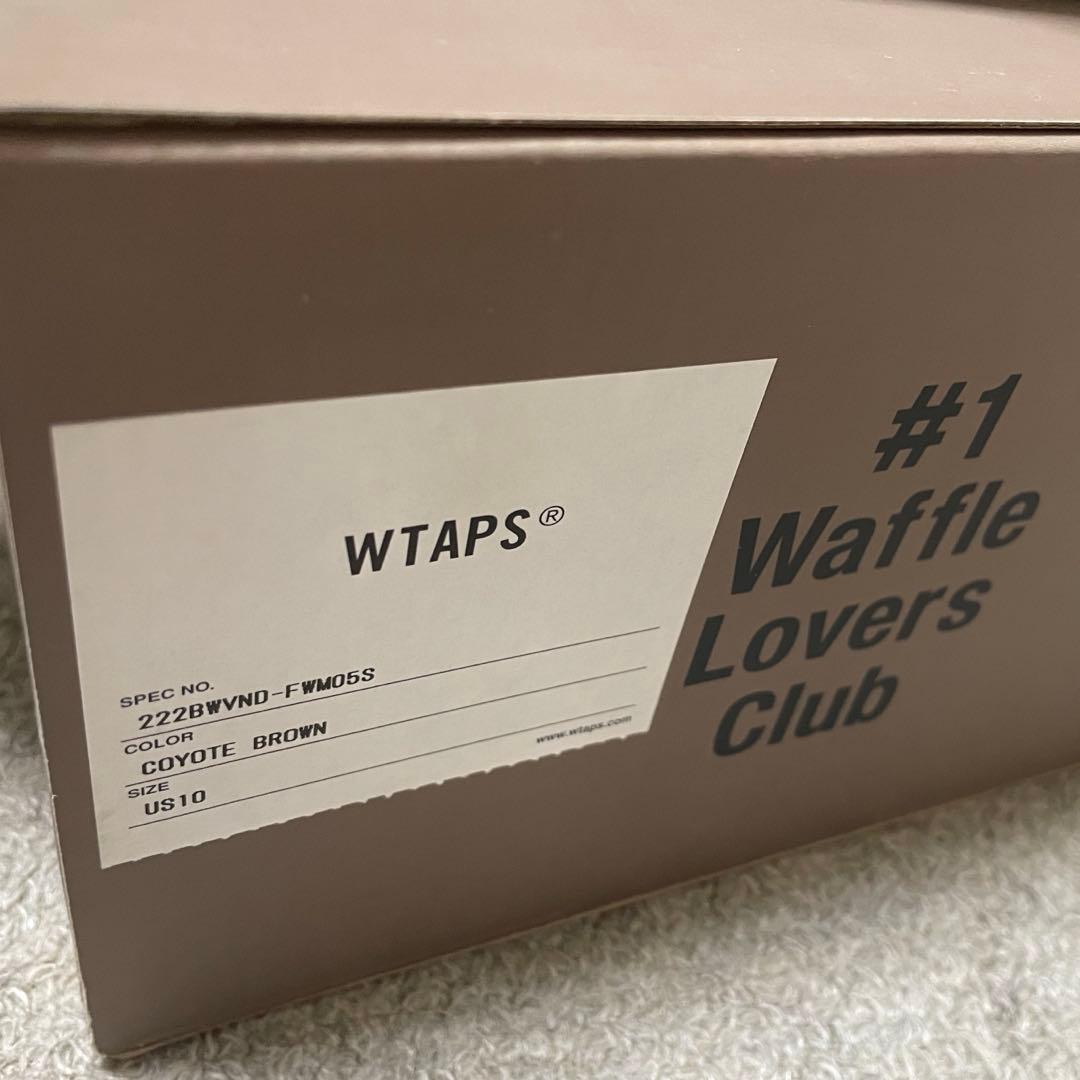 WTAPS®
SPEC NO.
222BWVND-FWM05S
COLOR
COYOTE BROWN
SIZE
US10
www.wtaps.com
#1
Waffle
Lovers
Club